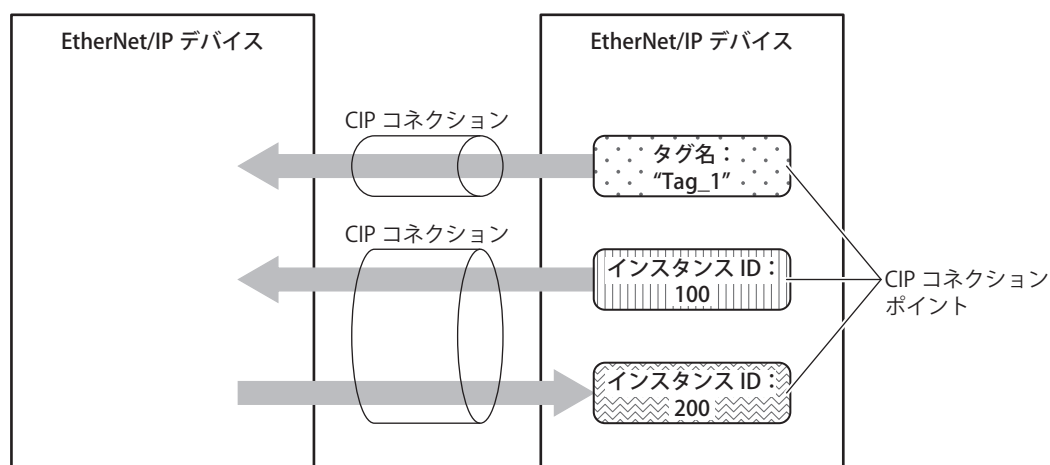 EtherNet/IP デバイス
EtherNet/IP デバイス
CIP コネクション
タグ名：
“Tag_1”
CIP コネクション
インスタンス ID：
100
CIP コネクション
ポイント
インスタンス ID：
200